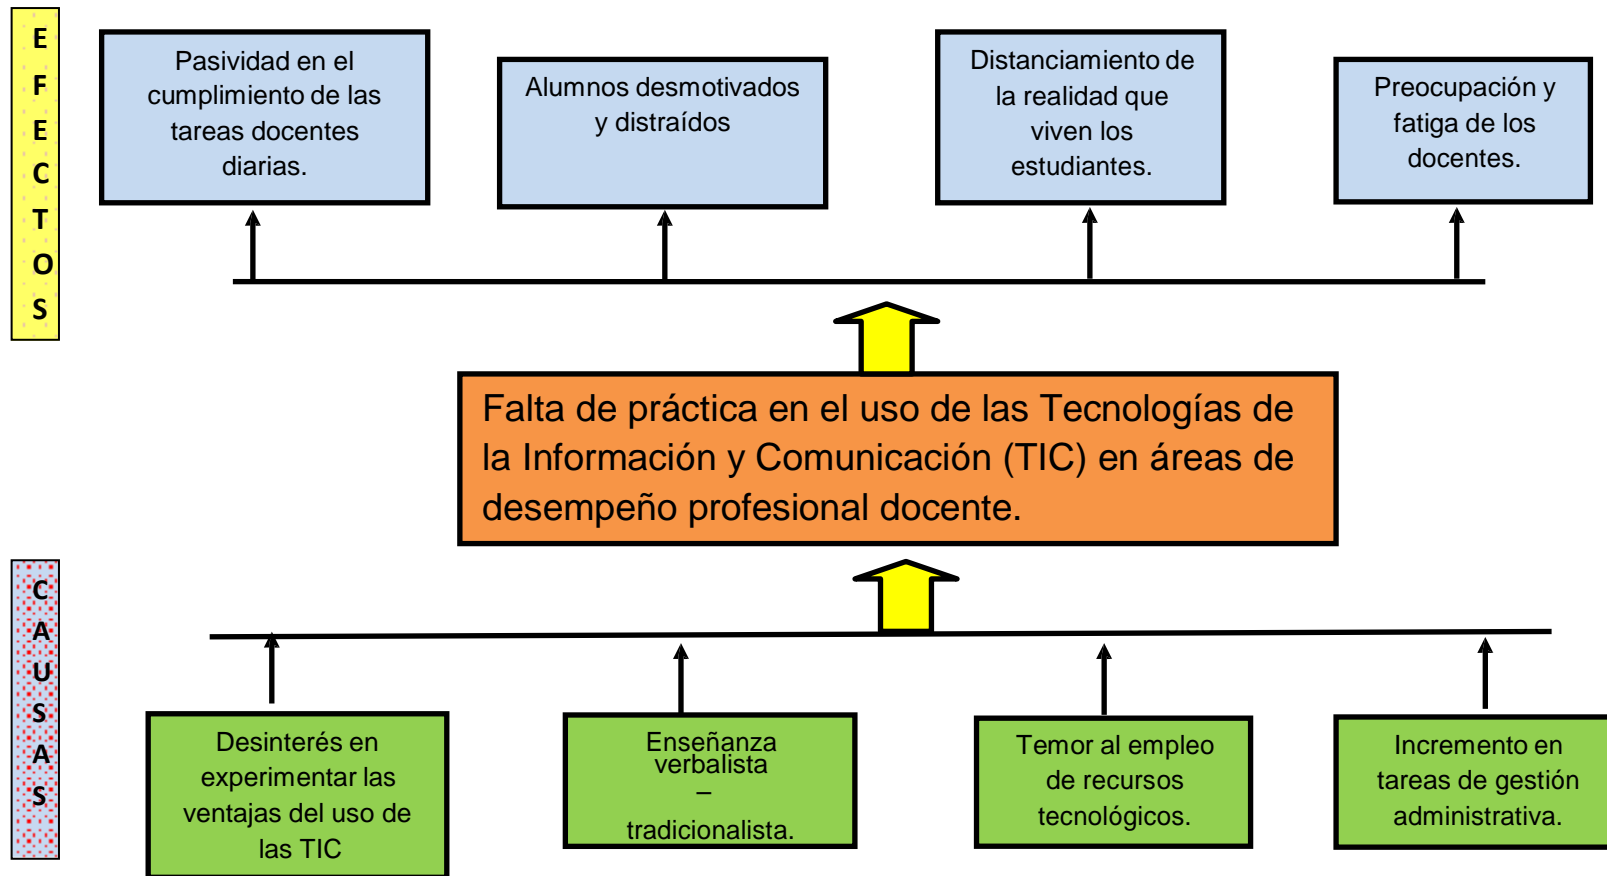 EFECTOS
Pasividad en el
cumplimiento de las
tareas docentes
diarias.
Alumnos desmotivados
y distraídos
Distanciamiento de
la realidad que
viven los
estudiantes.
Preocupación y
fatiga de los
docentes.
Falta de práctica en el uso de las Tecnologías de
la Información y Comunicación (TIC) en áreas de
desempeño profesional docente.
CAUSAS
Desinterés en
experimentar las
ventajas del uso de
las TIC
Enseñanza
verbalista
–
tradicionalista.
Temor al empleo
de recursos
tecnológicos.
Incremento en
tareas de gestión
administrativa.